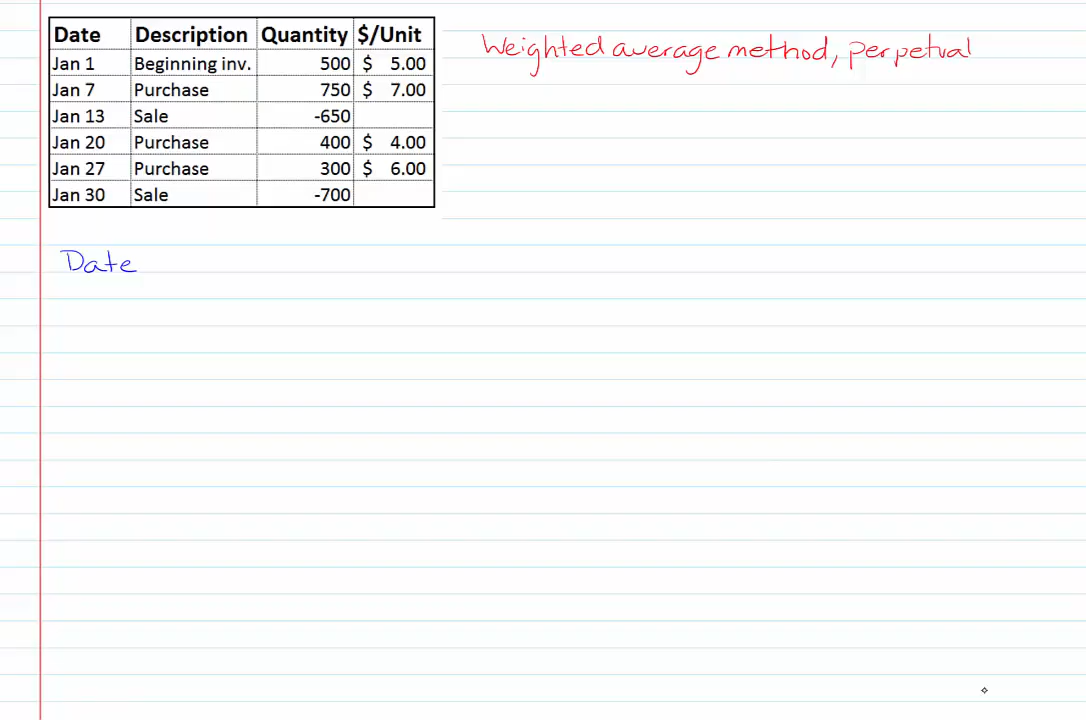 Date Description Quantity $/Unit
Jan 1 Beginning inv. 500 $ 5.00
Jan 7 Purchase 750 $ 7.00
Jan 13 Sale -650
Jan 20 Purchase 400 $ 4.00
Jan 27 Purchase 300 $ 6.00
Jan 30 Sale -700
Weighted average method, perpetual
Date